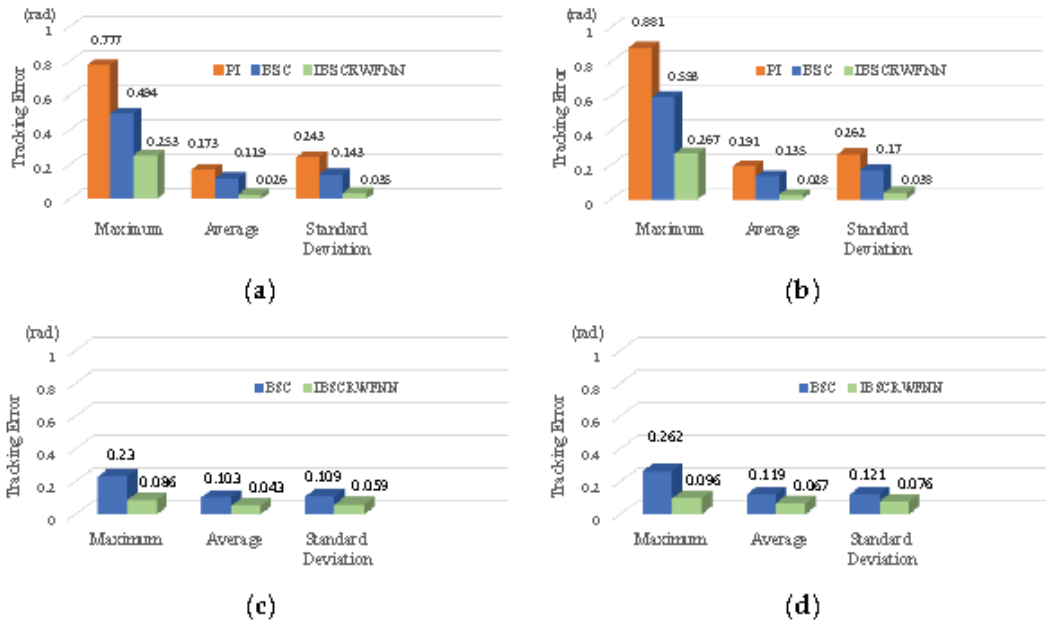 (rad)
Tracking Error
1
0.8
0.6
0.4
0.2
0
PI BSC IBSCRWFNN
0.777
0.494
0.253
0.173
0.119
0.026
0.243
0.143
0.035
Maximum Average Standard
Deviation
(a)
(rad)
Tracking Error
1
0.8
0.6
0.4
0.2
0
PI BSC IBSCRWFNN
0.881
0.598
0.267
0.191
0.135
0.028
0.262
0.17
0.038
Maximum Average Standard
Deviation
(b)
(rad)
Tracking Error
1
0.8
0.6
0.4
0.2
0
BSC IBSCRWFNN
0.23
0.086
0.103
0.043
0.109
0.059
Maximum Average Standard
Deviation
(c)
(rad)
Tracking Error
1
0.8
0.6
0.4
0.2
0
BSC IBSCRWFNN
0.262
0.096
0.119
0.067
0.121
0.076
Maximum Average Standard
Deviation
(d)